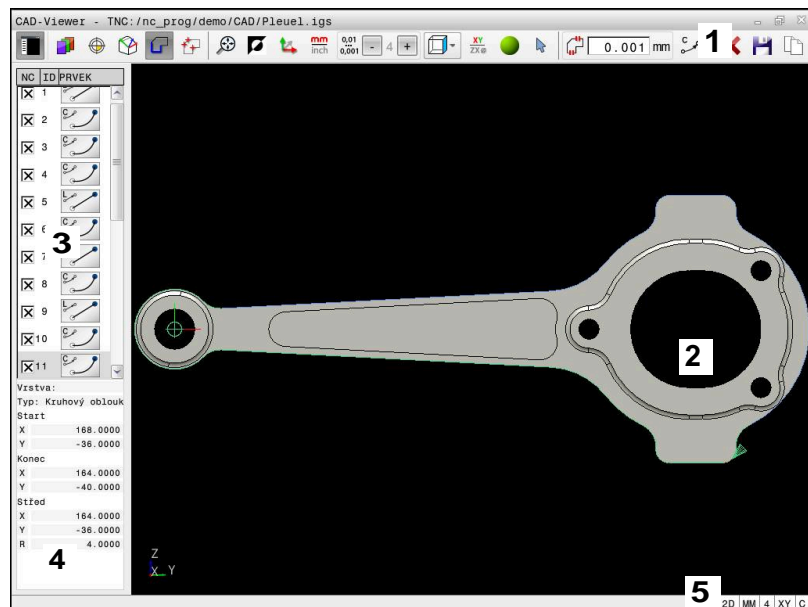 CAD-Viewer - TNC:/nc_prog/demo/CAD/Pleuel.igs
mm
inch
0,01
0,001
- 4 +
XY
ZX
0.001 mm
C
1
NC ID PRVEK
1
2 C
3 C
4 C
5 L
6 C
7
8 C
9 L
10 C
11 C
3
2
Vrstva:
Typ: Kruhový oblouk
Start
X 168.0000
Y -36.0000
Konec
X 164.0000
Y -40.0000
Střed
X 164.0000
Y -36.0000
R 4.0000
4
Z
X Y
5
2D MM 4 XY C